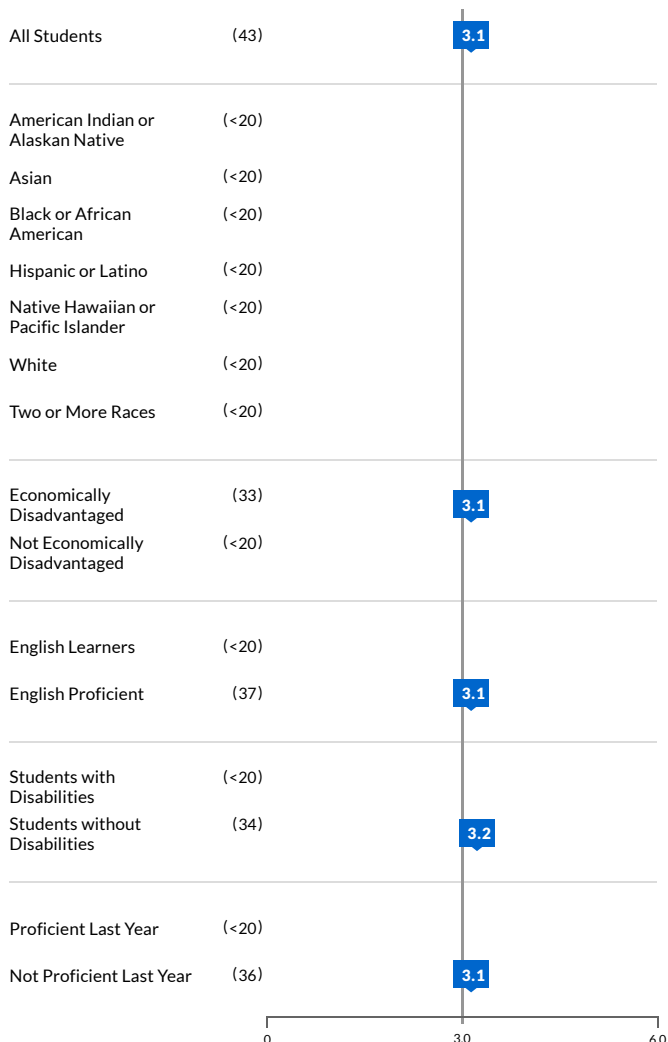 All Students (43) 3.1
American Indian or (<20)
Alaskan Native
Asian (<20)
Black or African (<20)
American
Hispanic or Latino (<20)
Native Hawaiian or (<20)
Pacific Islander
White (<20)
Two or More Races (<20)
Economically (33) 3.1
Disadvantaged
Not Economically (<20)
Disadvantaged
English Learners (<20)
English Proficient (37) 3.1
Students with (<20)
Disabilities
Students without (34) 3.2
Disabilities
Proficient Last Year (<20)
Not Proficient Last Year (36) 3.1
0 3.0 6.0